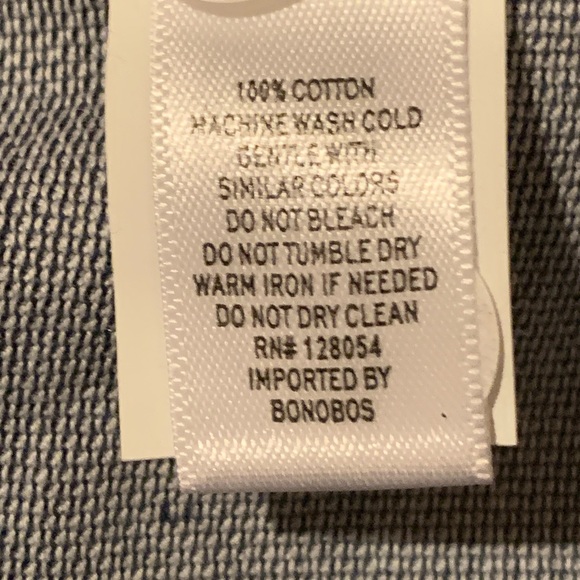 100% COTTON
MACHINE WASH COLD
GENTLE WITH
SIMILAR COLORS
DO NOT BLEACH
DO NOT TUMBLE DRY
WARM IRON IF NEEDED
DO NOT DRY CLEAN
RN# 128054
IMPORTED BY
BONOBOS